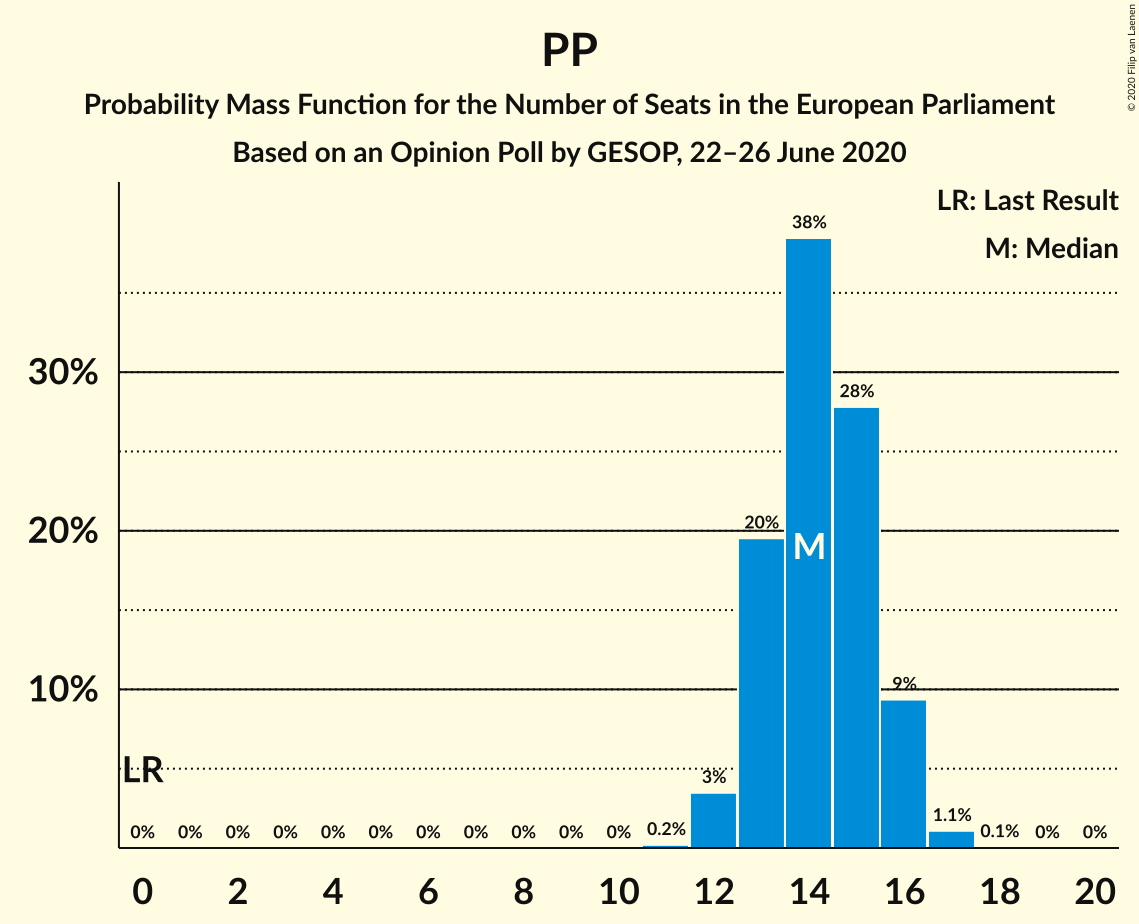 PP
Probability Mass Function for the Number of Seats in the European Parliament
Based on an Opinion Poll by GESOP, 22–26 June 2020
© 2020 Filip van Laenen
LR: Last Result
M: Median
30%
20%
10%
LR
M
0%
0%
0%
0%
0%
0%
0%
0%
0%
0%
0%
0.2%
3%
20%
38%
28%
9%
1.1%
0.1%
0%
0%
0 2 4 6 8 10 12 14 16 18 20